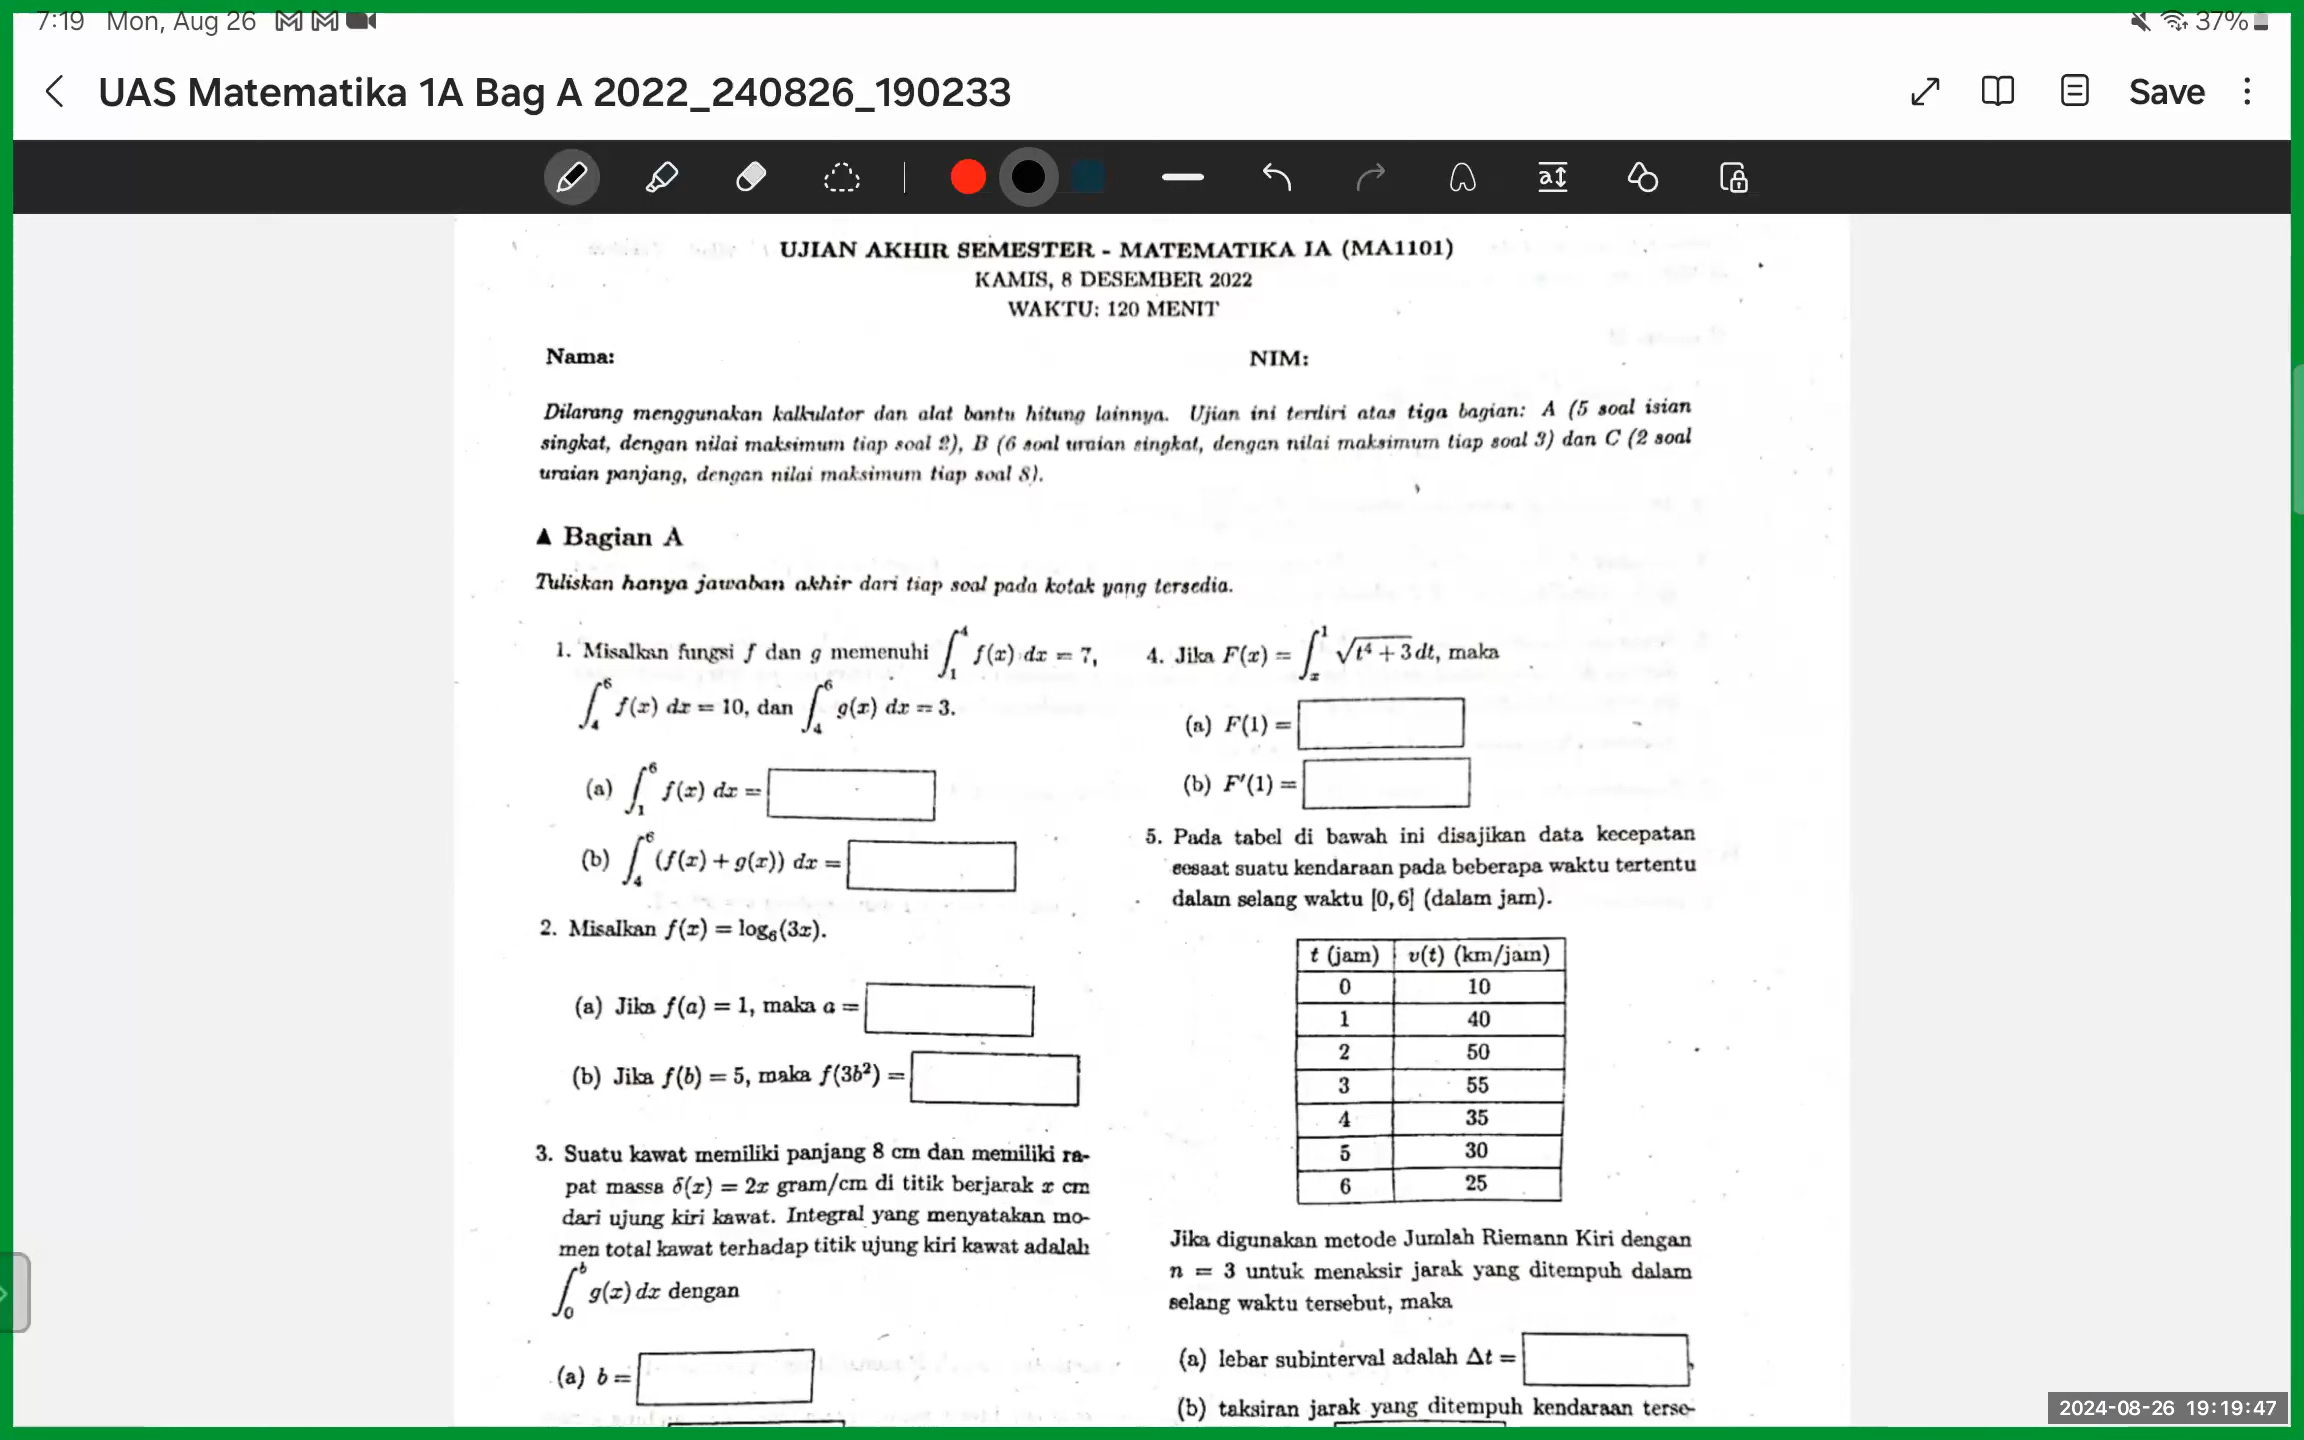 7:19 Mon, Aug 26
37%
UAS Matematika 1A Bag A 2022_240826_190233
Save
UJIAN AKHIR SEMESTER - MATEMATIKA IA (MA1101)
KAMIS, 8 DESEMBER 2022
WAKTU: 120 MENIT
Nama:
NIM:
Dilarang menggunakan kalkulator dan alat bantu hitung lainnya. Ujian ini terdiri atas tiga bagian: A (5 soal isian
singkat, dengan nilai maksimum tiap soal 2), B (6 soal uraian singkat, dengan nilai maksimum tiap soal 3) dan C (2 soal
uraian panjang, dengan nilai maksimum tiap soal 8).
▲ Bagian A
Tuliskan hanya jawaban akhir dari tiap soal pada kotak yang tersedia.
1. Misalkan fungsi f dan g memenuhi ∫₁⁴ f(x) dx = 7,
∫₄⁶ f(x) dx = 10, dan ∫₄⁶ g(x) dx = 3.
(a) ∫₁⁶ f(x) dx =
(b) ∫₄⁶ (f(x) + g(x)) dx =
2. Misalkan f(x) = log₆(3x).
(a) Jika f(a) = 1, maka a =
(b) Jika f(b) = 5, maka f(3b²) =
3. Suatu kawat memiliki panjang 8 cm dan memiliki ra-
pat massa δ(x) = 2x gram/cm di titik berjarak x cm
dari ujung kiri kawat. Integral yang menyatakan mo-
men total kawat terhadap titik ujung kiri kawat adalah
∫₀ᵇ g(x) dx dengan
(a) b =
4. Jika F(x) = ∫ₓ¹ √(t⁴ + 3) dt, maka
(a) F(1) =
(b) F′(1) =
5. Pada tabel di bawah ini disajikan data kecepatan
sesaat suatu kendaraan pada beberapa waktu tertentu
dalam selang waktu [0,6] (dalam jam).
t (jam) v(t) (km/jam)
0 10
1 40
2 50
3 55
4 35
5 30
6 25
Jika digunakan metode Jumlah Riemann Kiri dengan
n = 3 untuk menaksir jarak yang ditempuh dalam
selang waktu tersebut, maka
(a) lebar subinterval adalah Δt = ,
(b) taksiran jarak yang ditempuh kendaraan terse-
2024-08-26 19:19:47